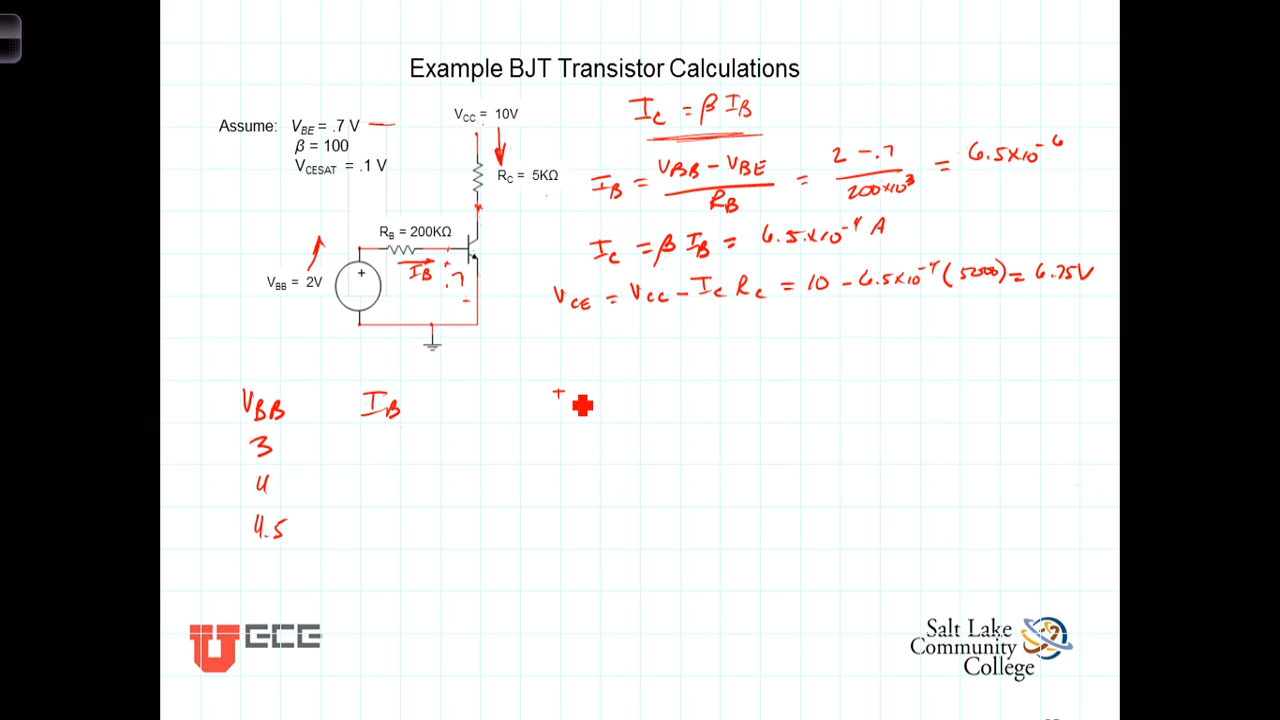 Example BJT Transistor Calculations
Assume: VBE = .7 V
β = 100
VCESAT = .1 V
VCC = 10V
RC = 5KΩ
RB = 200KΩ
VBB = 2V
+
IB
+
.7
-
IC = β IB
IB = (VBB - VBE)/RB = (2 - .7)/(200x10³) = 6.5x10⁻⁶
IC = β IB = 6.5x10⁻⁴ A
VCE = VCC - IC RC = 10 - 6.5x10⁻⁴ (5000) = 6.75V
VBB IB
3
4
4.5
U ECE
Salt Lake
Community
College